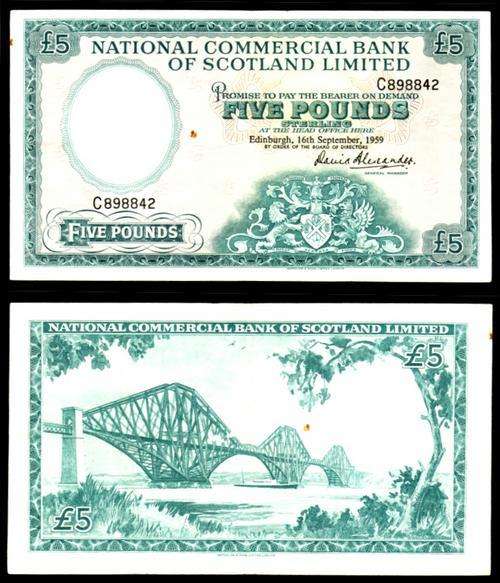 £5
£5
NATIONAL COMMERCIAL BANK
OF SCOTLAND LIMITED
C898842
PROMISE TO PAY THE BEARER ON DEMAND
FIVE POUNDS
STERLING
AT THE HEAD OFFICE HERE
Edinburgh, 16th September, 1959
BY ORDER OF THE BOARD OF DIRECTORS
David Alexander
GENERAL MANAGER
C898842
FIVE POUNDS
£5
NATIONAL COMMERCIAL BANK OF SCOTLAND LIMITED
£5
£5